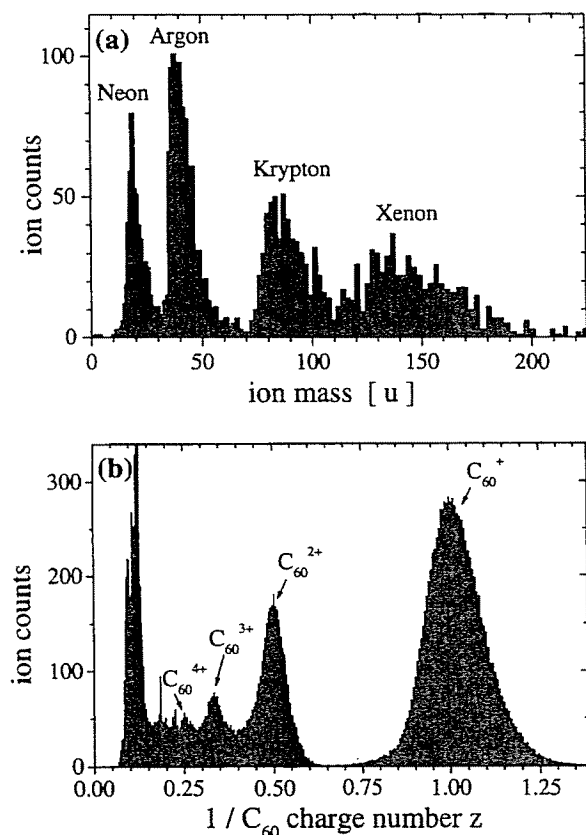 (a)
Argon
Neon
Krypton
Xenon
100
50
0
ion counts
0 50 100 150 200
ion mass [ u ]
(b)
C60+
C602+
C603+
C604+
300
200
100
0
ion counts
0.00 0.25 0.50 0.75 1.00 1.25
1 / C60 charge number z